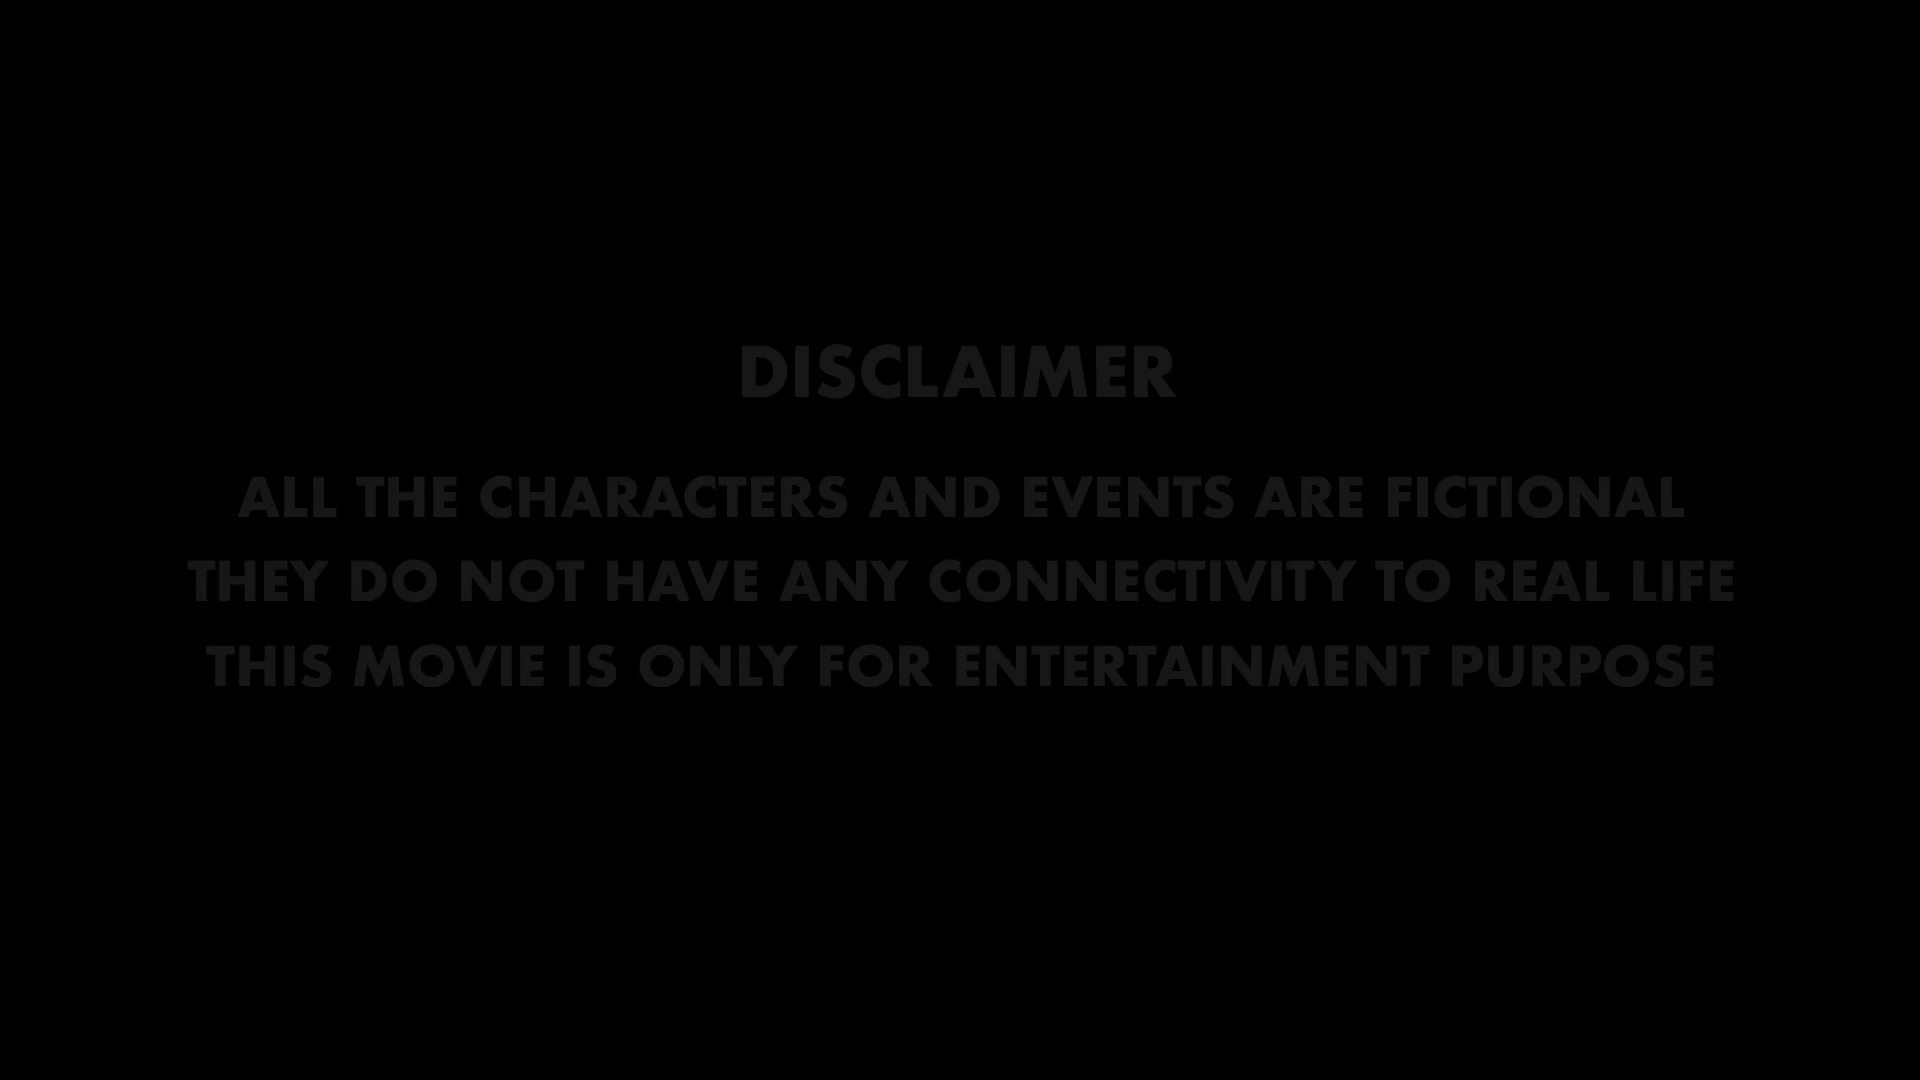 DISCLAIMER
ALL THE CHARACTERS AND EVENTS ARE FICTIONAL
THEY DO NOT HAVE ANY CONNECTIVITY TO REAL LIFE
THIS MOVIE IS ONLY FOR ENTERTAINMENT PURPOSE